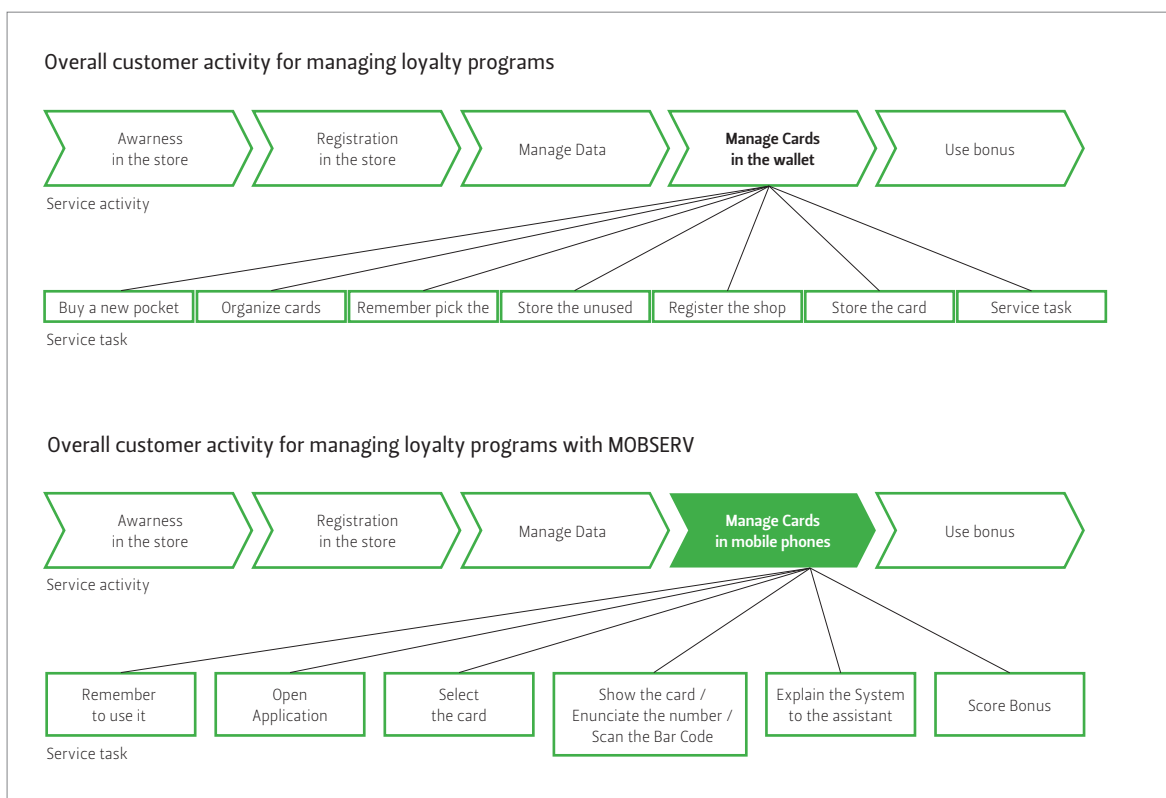 Overall customer activity for managing loyalty programs
Awarness
in the store
Registration
in the store
Manage Data
Manage Cards
in the wallet
Use bonus
Service activity
Buy a new pocket
Organize cards
Remember pick the
Store the unused
Register the shop
Store the card
Service task
Service task
Overall customer activity for managing loyalty programs with MOBSERV
Awarness
in the store
Registration
in the store
Manage Data
Manage Cards
in mobile phones
Use bonus
Service activity
Remember
to use it
Open
Application
Select
the card
Show the card /
Enunciate the number /
Scan the Bar Code
Explain the System
to the assistant
Score Bonus
Service task